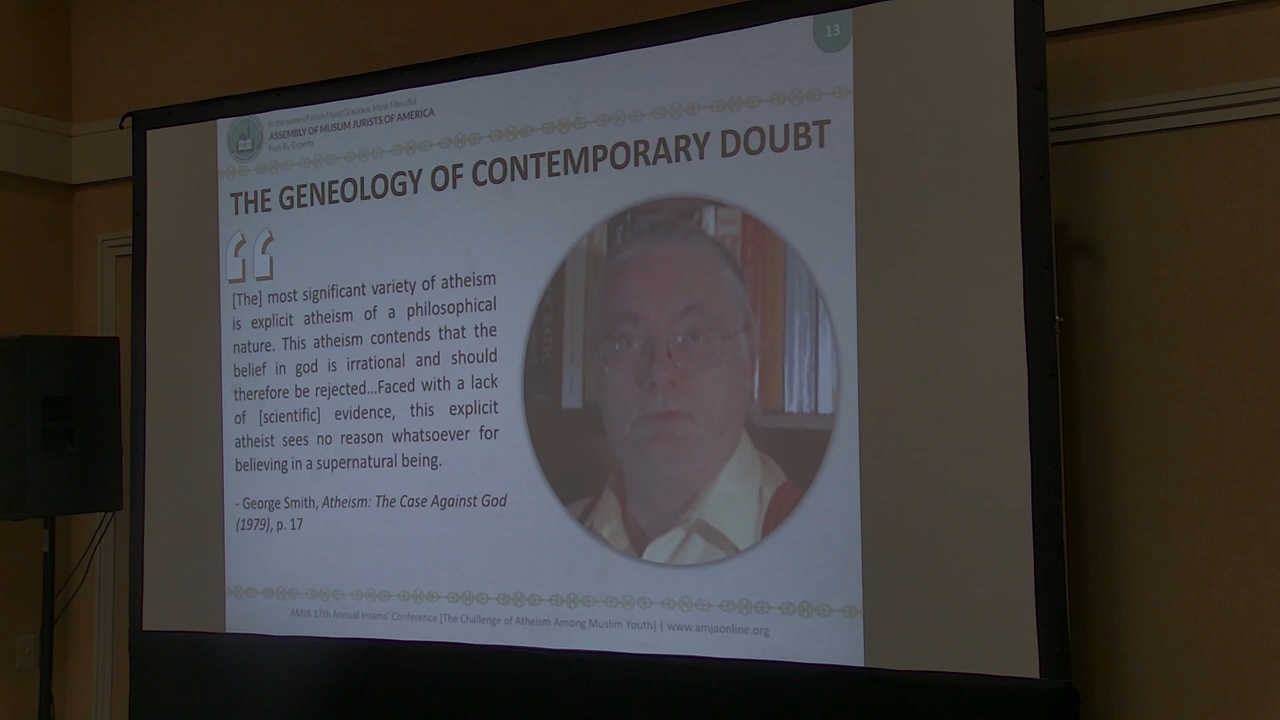 13
In the name of Allah Most Gracious, Most Merciful
ASSEMBLY OF MUSLIM JURISTS OF AMERICA
Fiqh By Experts
THE GENEOLOGY OF CONTEMPORARY DOUBT
[The] most significant variety of atheism
is explicit atheism of a philosophical
nature. This atheism contends that the
belief in god is irrational and should
therefore be rejected...Faced with a lack
of [scientific] evidence, this explicit
atheist sees no reason whatsoever for
believing in a supernatural being.
- George Smith, Atheism: The Case Against God
(1979), p. 17
AMJA 17th Annual Imams' Conference [The Challenge of Atheism Among Muslim Youth] | www.amjaonline.org